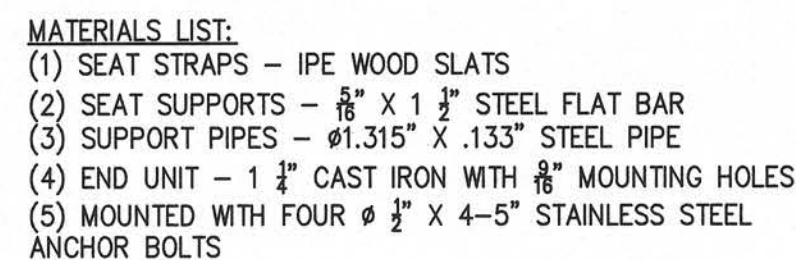 MATERIALS LIST:
(1) SEAT STRAPS – IPE WOOD SLATS
(2) SEAT SUPPORTS – 5/16" X 1 1/2" STEEL FLAT BAR
(3) SUPPORT PIPES – ø1.315" X .133" STEEL PIPE
(4) END UNIT – 1 1/4" CAST IRON WITH 9/16" MOUNTING HOLES
(5) MOUNTED WITH FOUR ø 1/2" X 4–5" STAINLESS STEEL
ANCHOR BOLTS